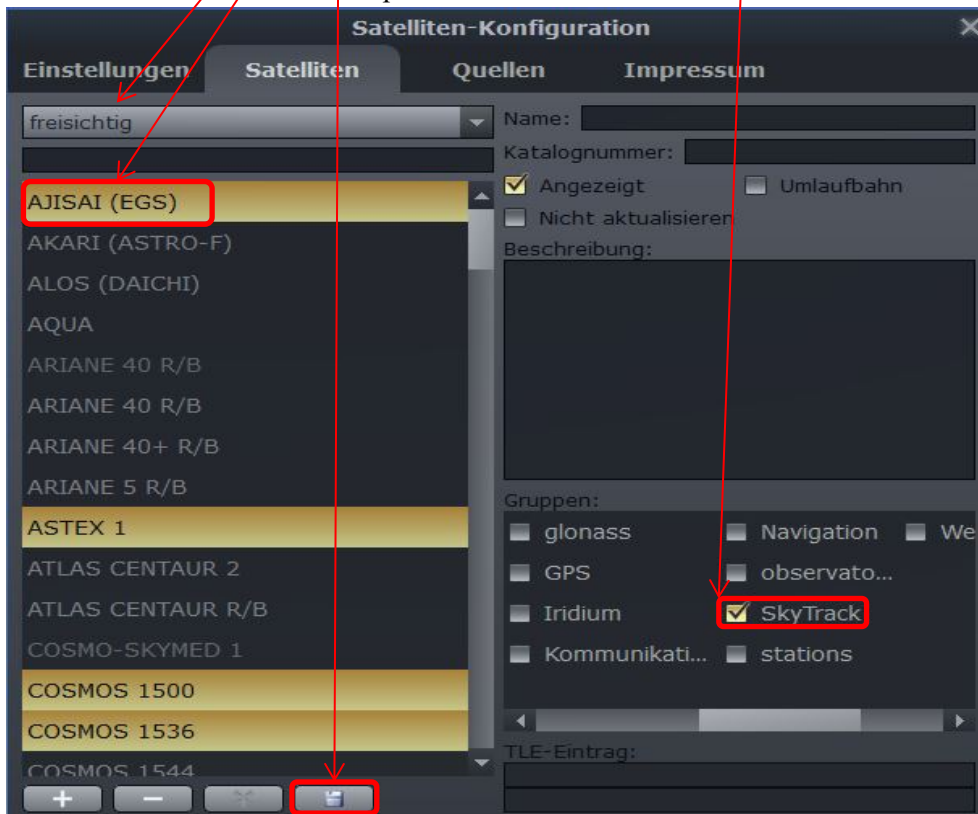 Satelliten-Konfiguration
Einstellungen Satelliten Quellen Impressum
freisichtig
AJISAI (EGS)
AKARI (ASTRO-F)
ALOS (DAICHI)
AQUA
ARIANE 40 R/B
ARIANE 40 R/B
ARIANE 40+ R/B
ARIANE 5 R/B
ASTEX 1
ATLAS CENTAUR 2
ATLAS CENTAUR R/B
COSMO-SKYMED 1
COSMOS 1500
COSMOS 1536
COSMOS 1544
Name:
Katalognummer:
Angezeigt Umlaufbahn
Nicht aktualisieren
Beschreibung:
Gruppen:
glonass Navigation We
GPS observato...
Iridium SkyTrack
Kommunikati... stations
TLE-Eintrag: